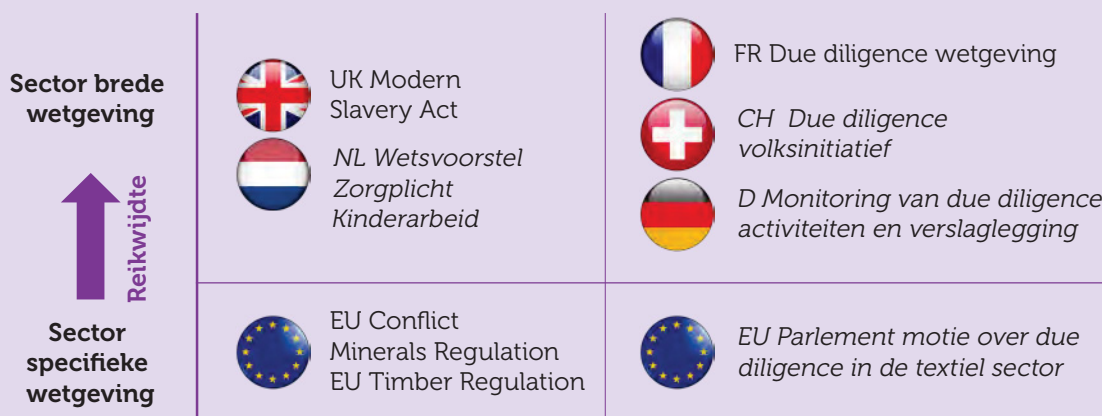 Sector brede
wetgeving
Reikwijdte
Sector
specifieke
wetgeving
UK Modern
Slavery Act
NL Wetsvoorstel
Zorgplicht
Kinderarbeid
FR Due diligence wetgeving
CH Due diligence
volksinitiatief
D Monitoring van due diligence
activiteiten en verslaglegging
EU Conflict
Minerals Regulation
EU Timber Regulation
EU Parlement motie over due
diligence in de textiel sector